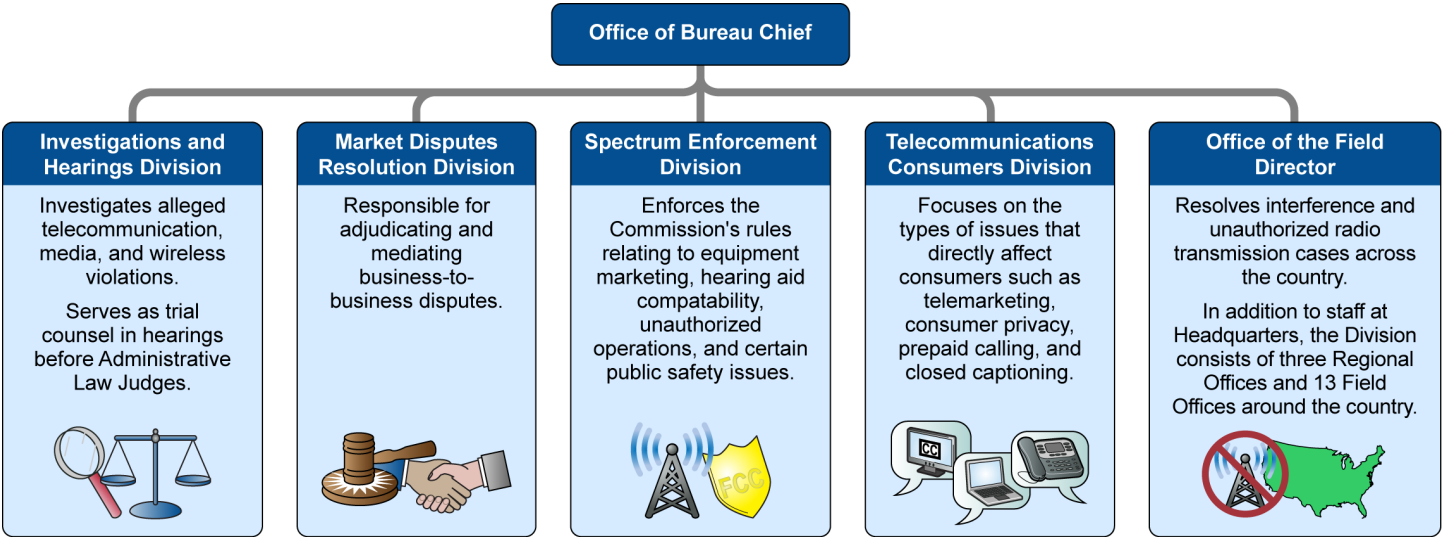 Office of Bureau Chief
Investigations and
Hearings Division
Investigates alleged
telecommunication,
media, and wireless
violations.
Serves as trial
counsel in hearings
before Administrative
Law Judges.
Market Disputes
Resolution Division
Responsible for
adjudicating and
mediating
business-to-
business disputes.
Spectrum Enforcement
Division
Enforces the
Commission's rules
relating to equipment
marketing, hearing aid
compatability,
unauthorized
operations, and certain
public safety issues.
FCC
Telecommunications
Consumers Division
Focuses on the
types of issues that
directly affect
consumers such as
telemarketing,
consumer privacy,
prepaid calling, and
closed captioning.
CC
Office of the Field
Director
Resolves interference and
unauthorized radio
transmission cases across
the country.
In addition to staff at
Headquarters, the Division
consists of three Regional
Offices and 13 Field
Offices around the country.